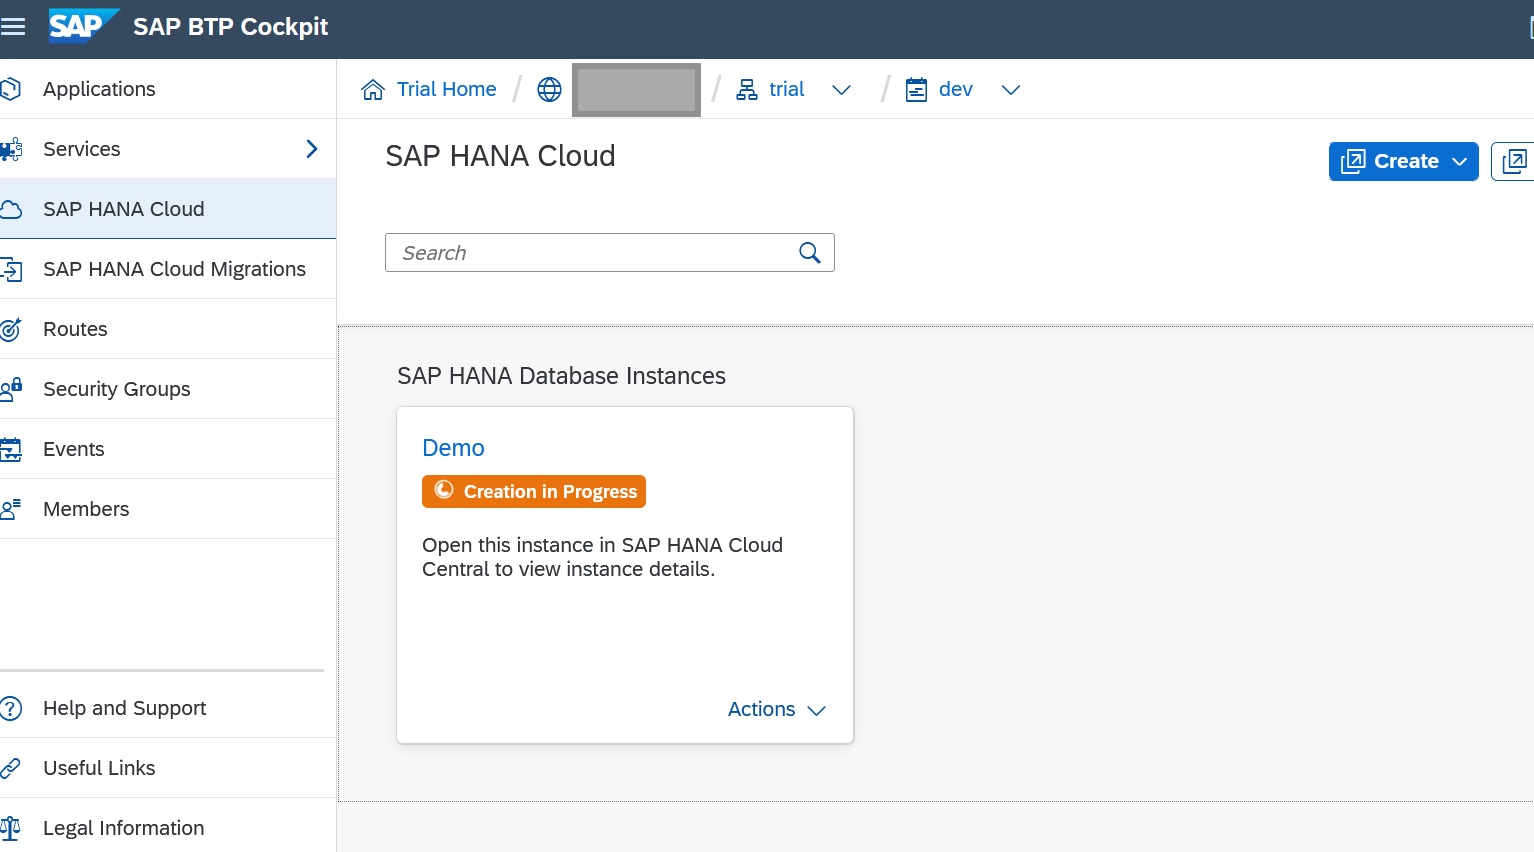 SAP SAP BTP Cockpit
Applications
Services
SAP HANA Cloud
SAP HANA Cloud Migrations
Routes
Security Groups
Events
Members
Help and Support
Useful Links
Legal Information
Trial Home / / trial / dev
SAP HANA Cloud
Create
Search
SAP HANA Database Instances
Demo
Creation in Progress
Open this instance in SAP HANA Cloud
Central to view instance details.
Actions